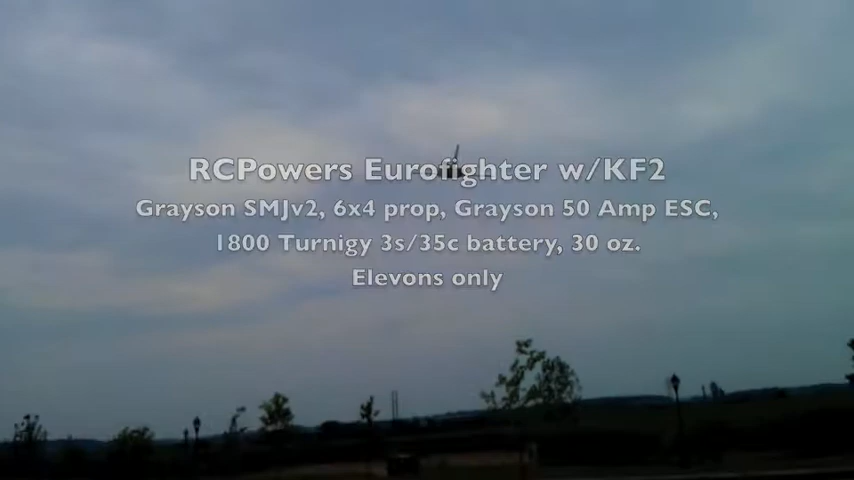 RCPowers Eurofighter w/KF2
Grayson SMJv2, 6x4 prop, Grayson 50 Amp ESC,
1800 Turnigy 3s/35c battery, 30 oz.
Elevons only